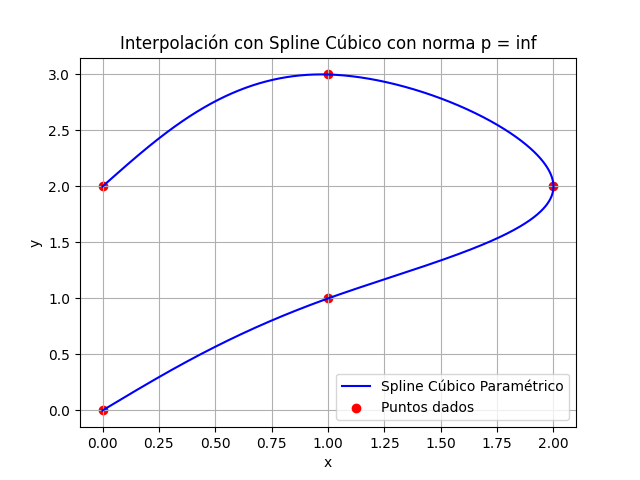 Interpolación con Spline Cúbico con norma p = inf
3.0
2.5
2.0
1.5
1.0
0.5
0.0
y
Spline Cúbico Paramétrico
Puntos dados
0.00 0.25 0.50 0.75 1.00 1.25 1.50 1.75 2.00
x